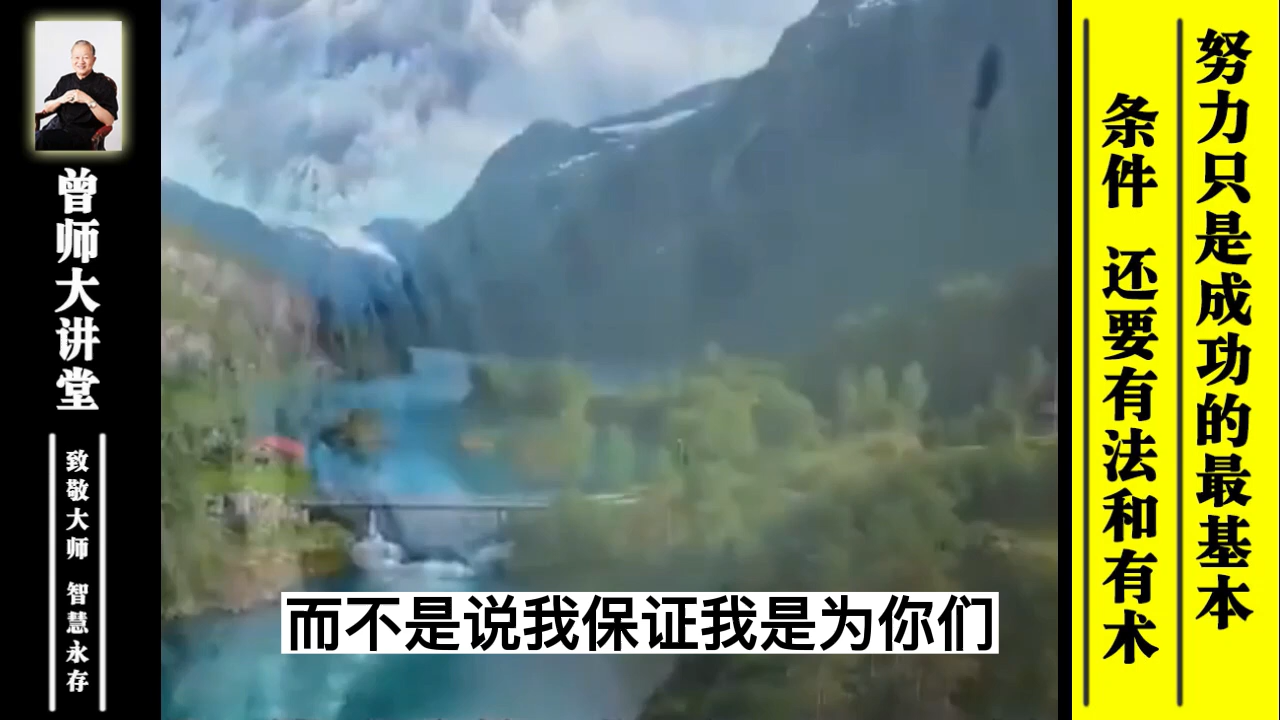 曾师大讲堂
致敬大师 智慧永存
努力只是成功的最基本
条件 还要有法和有术
而不是说我保证我是为你们